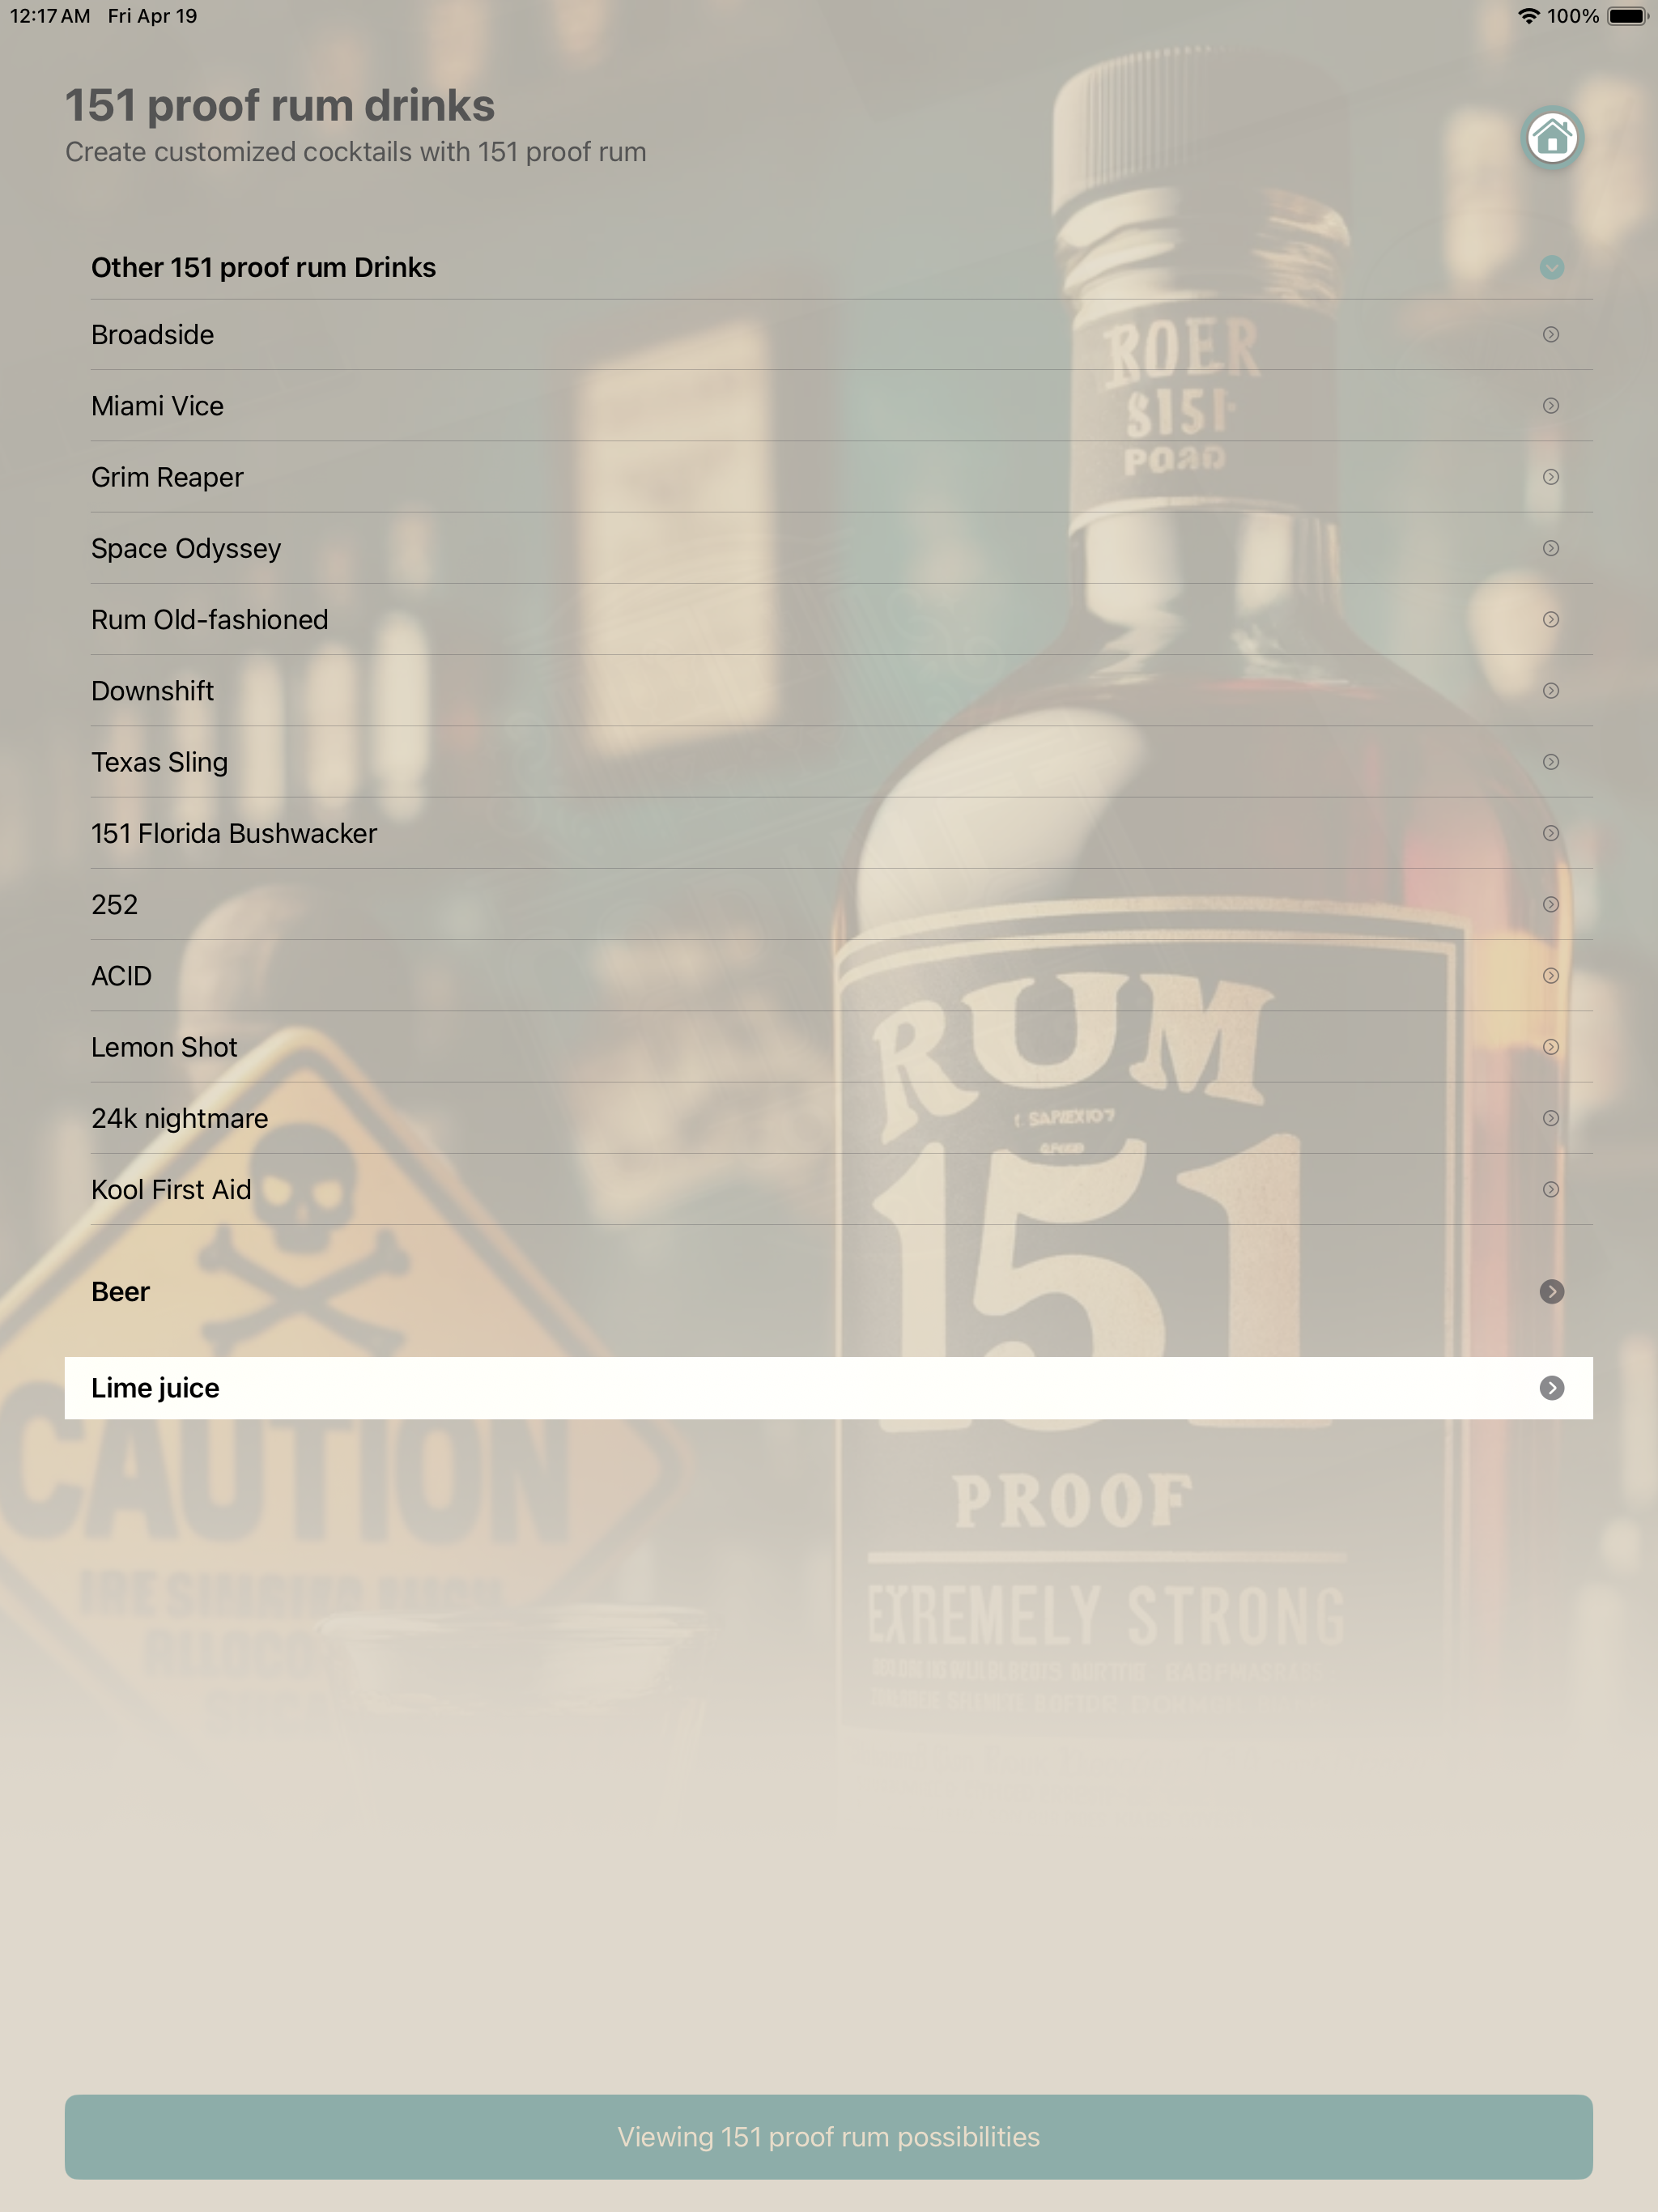 12:17 AM Fri Apr 19
100%
151 proof rum drinks
Create customized cocktails with 151 proof rum
Other 151 proof rum Drinks
Broadside
Miami Vice
Grim Reaper
Space Odyssey
Rum Old-fashioned
Downshift
Texas Sling
151 Florida Bushwacker
252
ACID
Lemon Shot
24k nightmare
Kool First Aid
Beer
Lime juice
Viewing 151 proof rum possibilities
ROER
S151
RUM
151
PROOF
EXREMELY STRONG
CAUTION